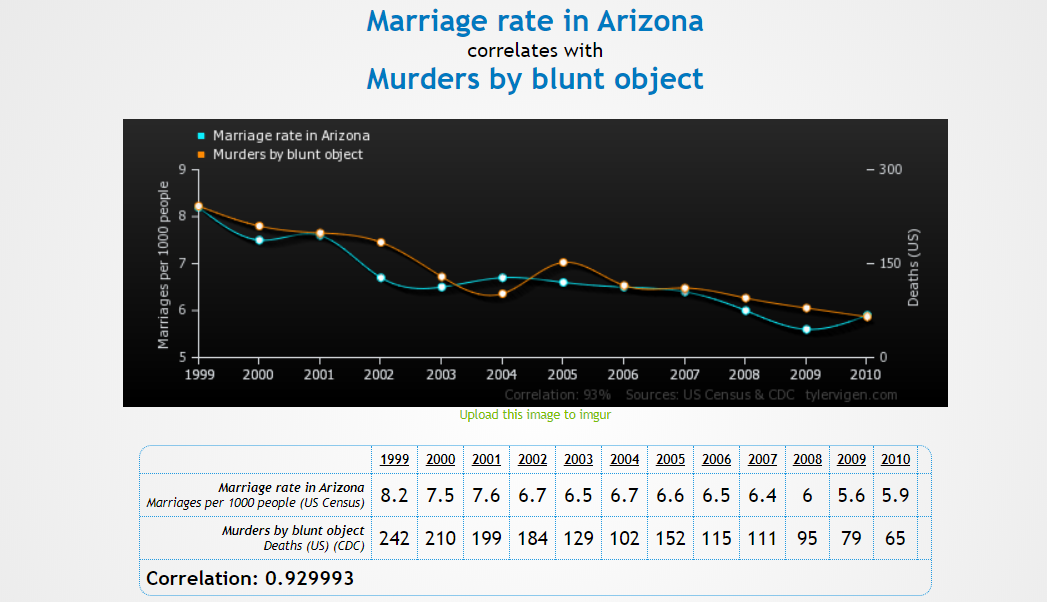 Marriage rate in Arizona
correlates with
Murders by blunt object
Marriage rate in Arizona
Murders by blunt object
9
8
7
6
5
Marriages per 1000 people
300
150
0
Deaths (US)
1999 2000 2001 2002 2003 2004 2005 2006 2007 2008 2009 2010
Correlation: 93% Sources: US Census & CDC tylervigen.com
Upload this image to imgur
1999 2000 2001 2002 2003 2004 2005 2006 2007 2008 2009 2010
Marriage rate in Arizona
Marriages per 1000 people (US Census)
8.2 7.5 7.6 6.7 6.5 6.7 6.6 6.5 6.4 6 5.6 5.9
Murders by blunt object
Deaths (US) (CDC)
242 210 199 184 129 102 152 115 111 95 79 65
Correlation: 0.929993